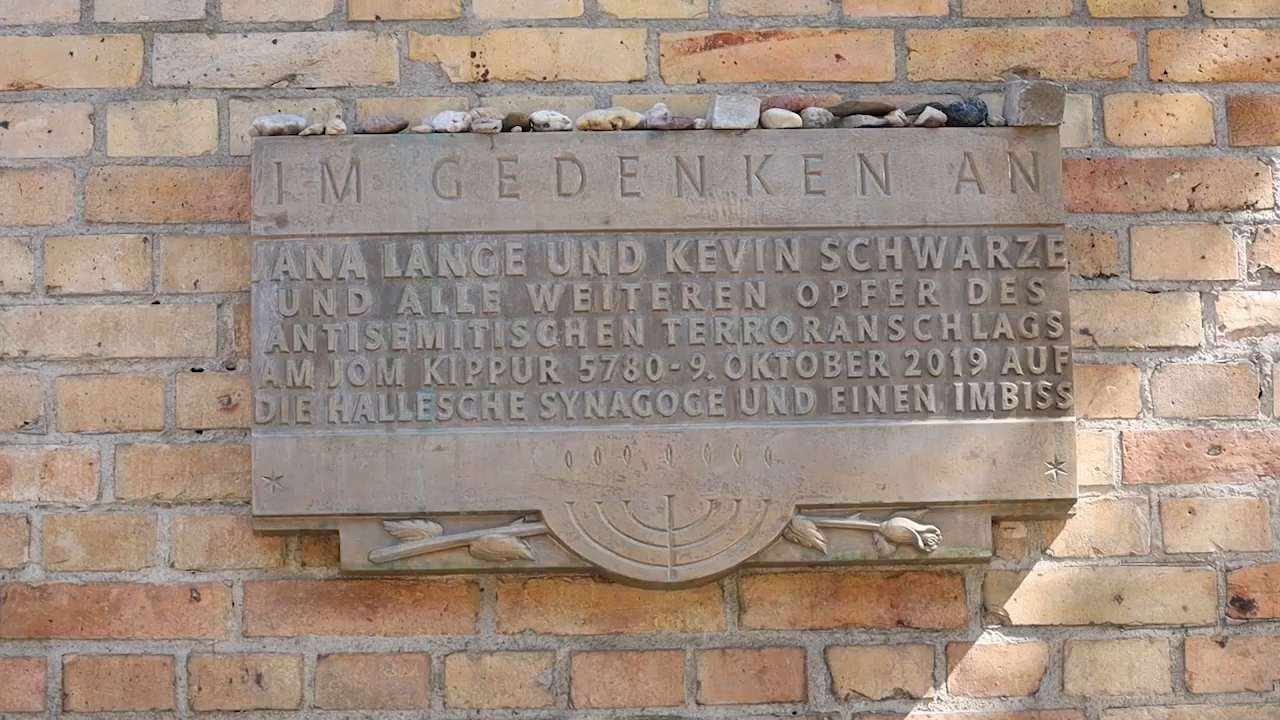 IM GEDENKEN AN
JANA LANGE UND KEVIN SCHWARZE
UND ALLE WEITEREN OPFER DES
ANTISEMITISCHEN TERRORANSCHLAGS
AM JOM KIPPUR 5780-9. OKTOBER 2019 AUF
DIE HALLESCHE SYNAGOGE UND EINEN IMBISS